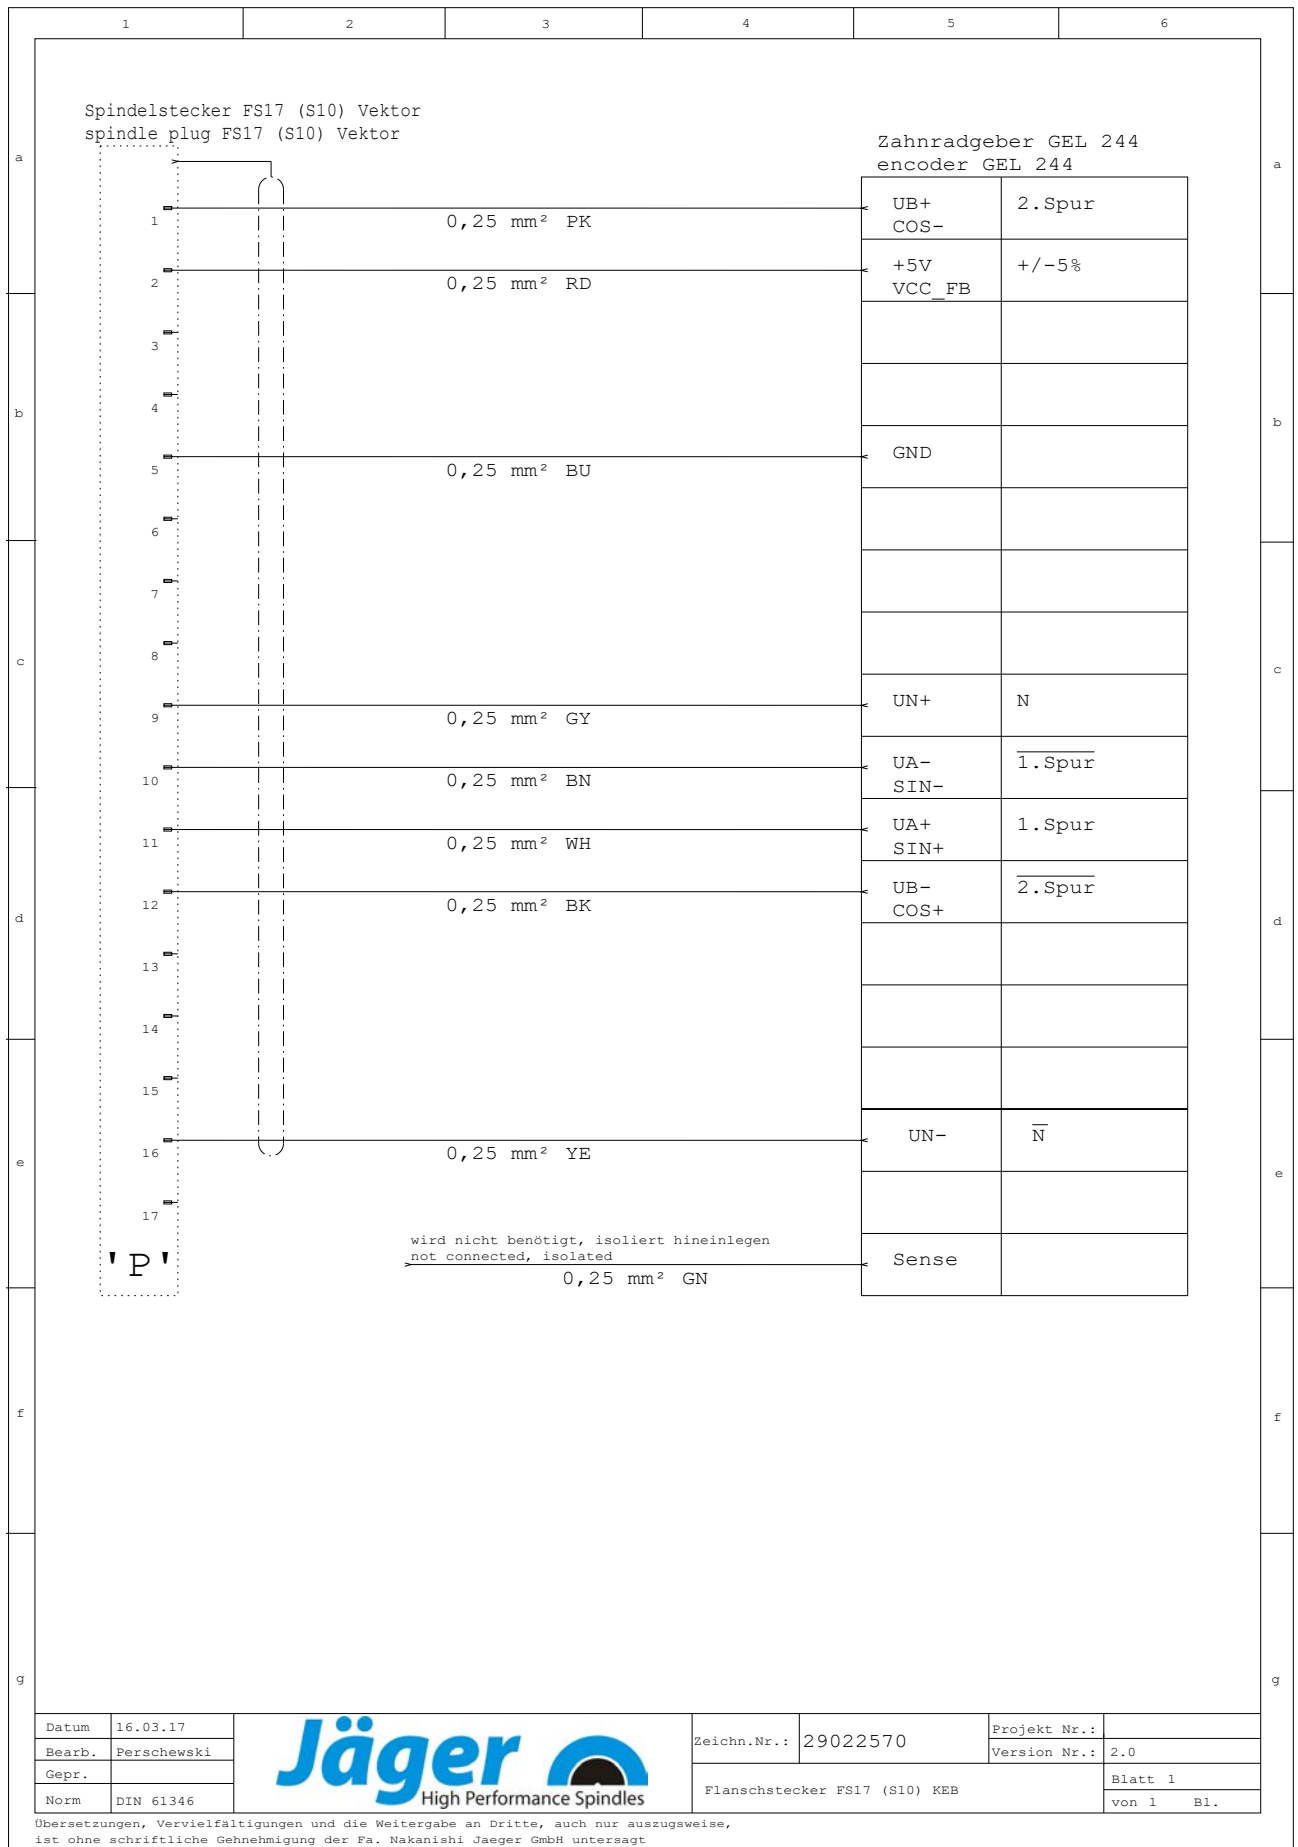 1 2 3 4 5 6
Spindelstecker FS17 (S10) Vektor
spindle plug FS17 (S10) Vektor
Zahnradgeber GEL 244
encoder GEL 244
a a
1 0,25 mm² PK UB+ 2.Spur
COS-
2 0,25 mm² RD +5V +/-5%
VCC_FB
3
4
b b
5 0,25 mm² BU GND
6
7
8
c c
9 0,25 mm² GY UN+ N
10 0,25 mm² BN UA- 1.Spur
SIN-
11 0,25 mm² WH UA+ 1.Spur
SIN+
12 0,25 mm² BK UB- 2.Spur
COS+
d d
13
14
15
16 0,25 mm² YE UN- N
e e
17
wird nicht benötigt, isoliert hineinlegen
not connected, isolated
'P' 0,25 mm² GN Sense
f f
g g
Datum 16.03.17
Bearb. Perschewski
Gepr.
Norm DIN 61346
Jäger
High Performance Spindles
Zeichn.Nr.: 29022570
Projekt Nr.:
Version Nr.: 2.0
Flanschstecker FS17 (S10) KEB
Blatt 1
von 1 Bl.
Übersetzungen, Vervielfältigungen und die Weitergabe an Dritte, auch nur auszugsweise,
ist ohne schriftliche Gehnehmigung der Fa. Nakanishi Jaeger GmbH untersagt